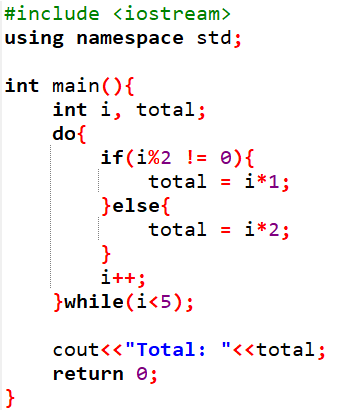 #include <iostream>
using namespace std;
int main(){
int i, total;
do{
if(i%2 != 0){
total = i*1;
}else{
total = i*2;
}
i++;
}while(i<5);
cout<<"Total: "<<total;
return 0;
}